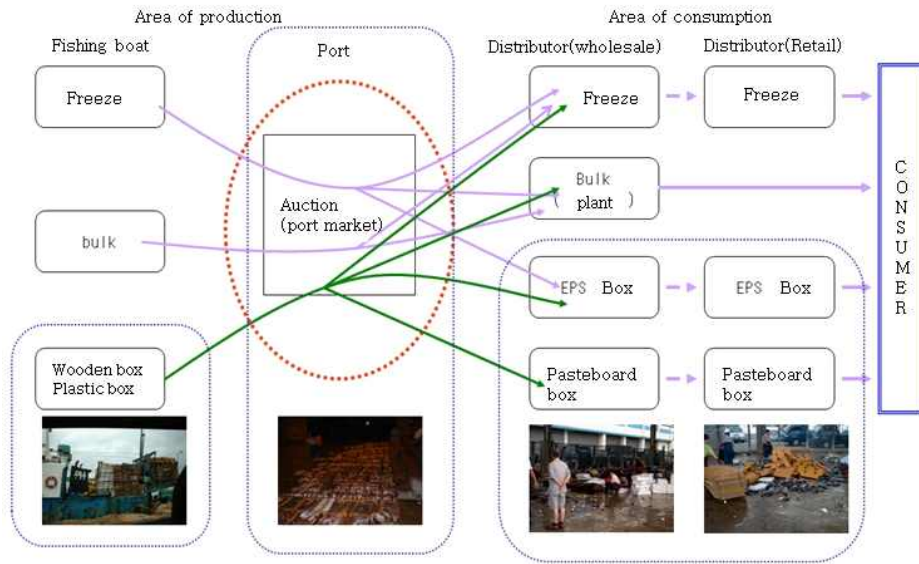 Area of production
Area of consumption
Fishing boat
Port
Distributor(wholesale)
Distributor(Retail)
Freeze
Freeze
Freeze
Auction
(port market)
bulk
Bulk
( plant )
EPS Box
EPS Box
Wooden box
Plastic box
Pasteboard
box
Pasteboard
box
CONSUMER